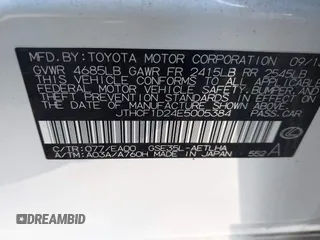 MFD. BY: TOYOTA MOTOR CORPORATION 09/1
GVWR 4685LB GAWR FR 2415LB RR 2545LB
THIS VEHICLE CONFORMS TO ALL APPLICABLE
FEDERAL MOTOR VEHICLE SAFETY, BUMPER, AND
THEFT PREVENTION STANDARDS IN EFFECT ON
THE DATE OF MANUFACTURE SHOWN ABOVE.
JTHCF1D24E5005384 PASS.CAR
C/TR:077/EA00 GSE35L-AETLHA
A/TM:A03A/A760H MADE IN JAPAN 552 A
© DREAMBID AUTO